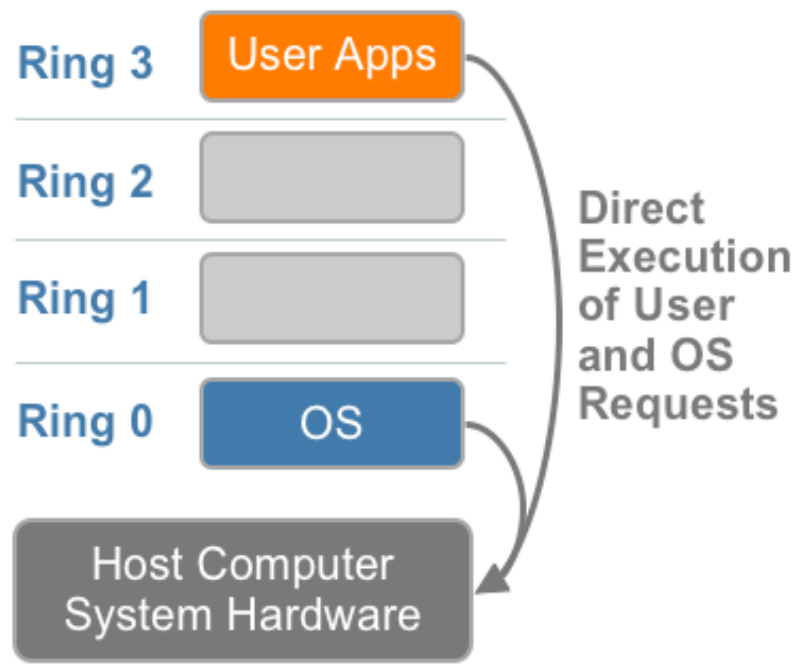 Ring 3
User Apps
Ring 2
Ring 1
Ring 0
OS
Direct
Execution
of User
and OS
Requests
Host Computer
System Hardware